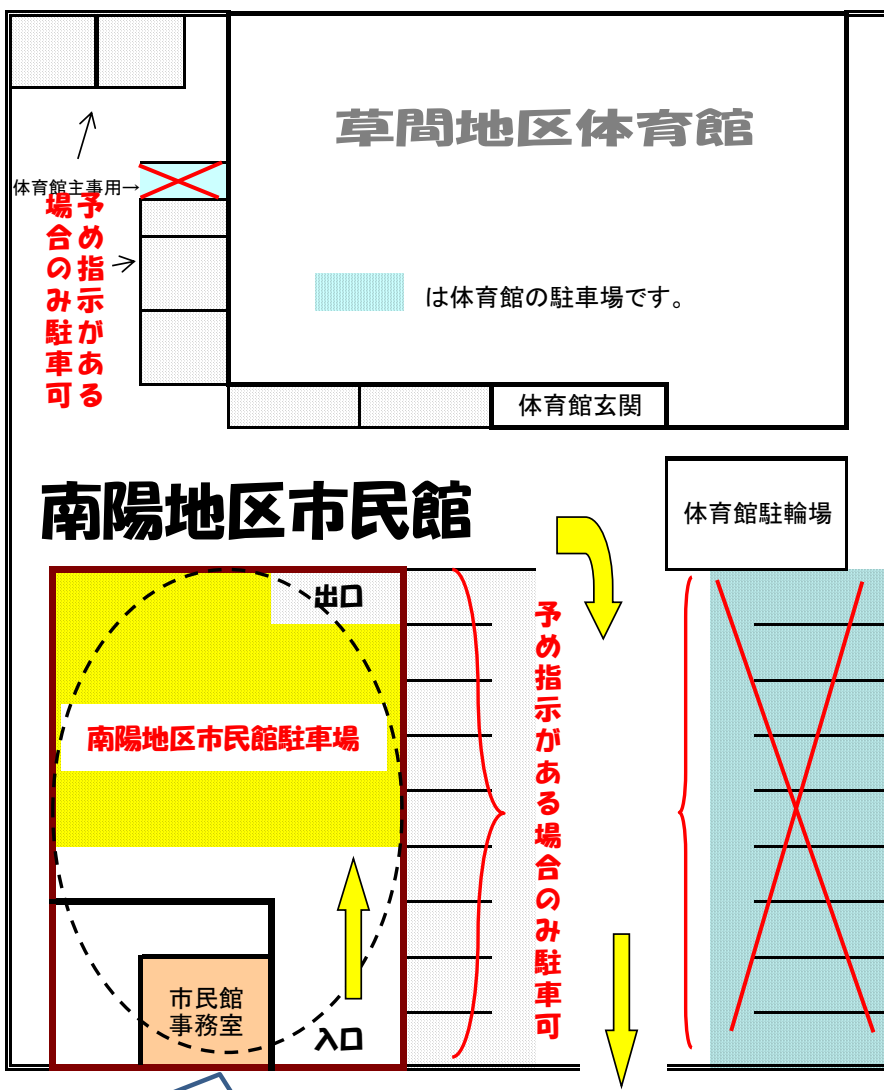 草間地区体育館
体育館主事用→
予め指示がある
場合のみ駐車可
は体育館の駐車場です。
体育館玄関
南陽地区市民館
体育館駐輪場
出口
予め指示がある場合のみ駐車可
南陽地区市民館駐車場
市民館
事務室
入口